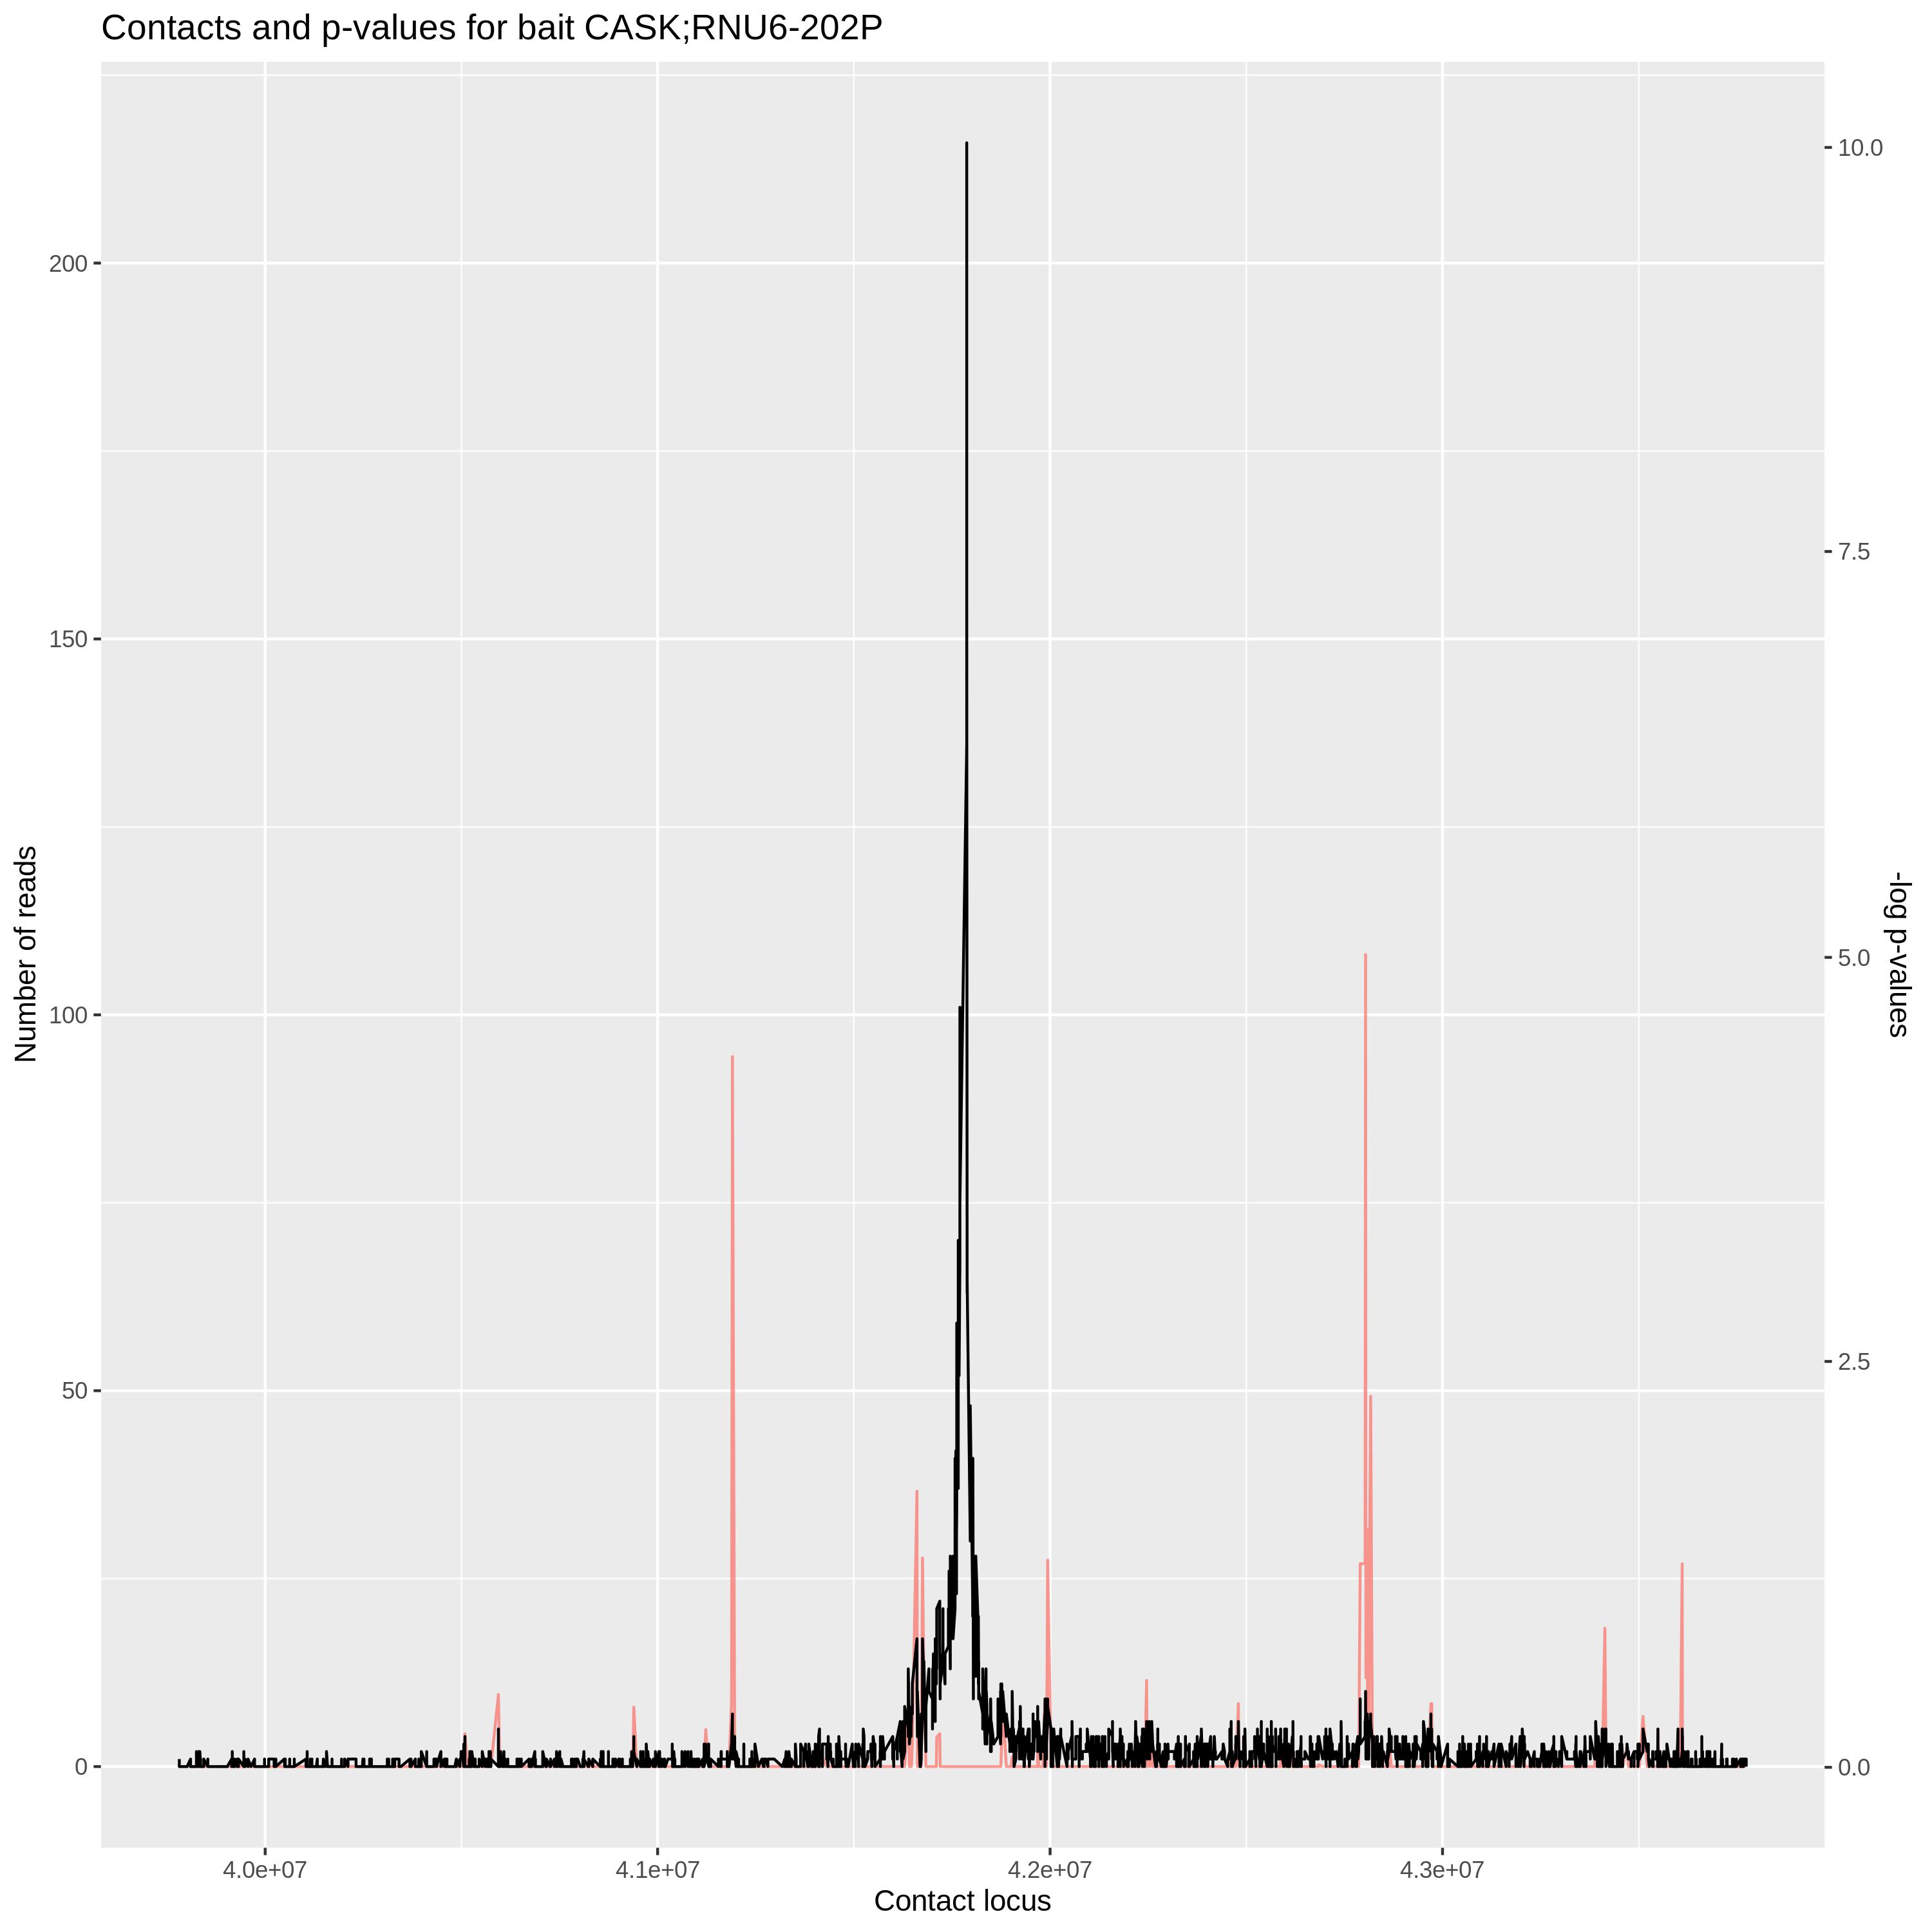 Contacts and p-values for bait CASK;RNU6-202P
Number of reads
200
150
100
50
0
10.0
7.5
5.0
2.5
0.0
-log p-values
4.0e+07
4.1e+07
4.2e+07
4.3e+07
Contact locus